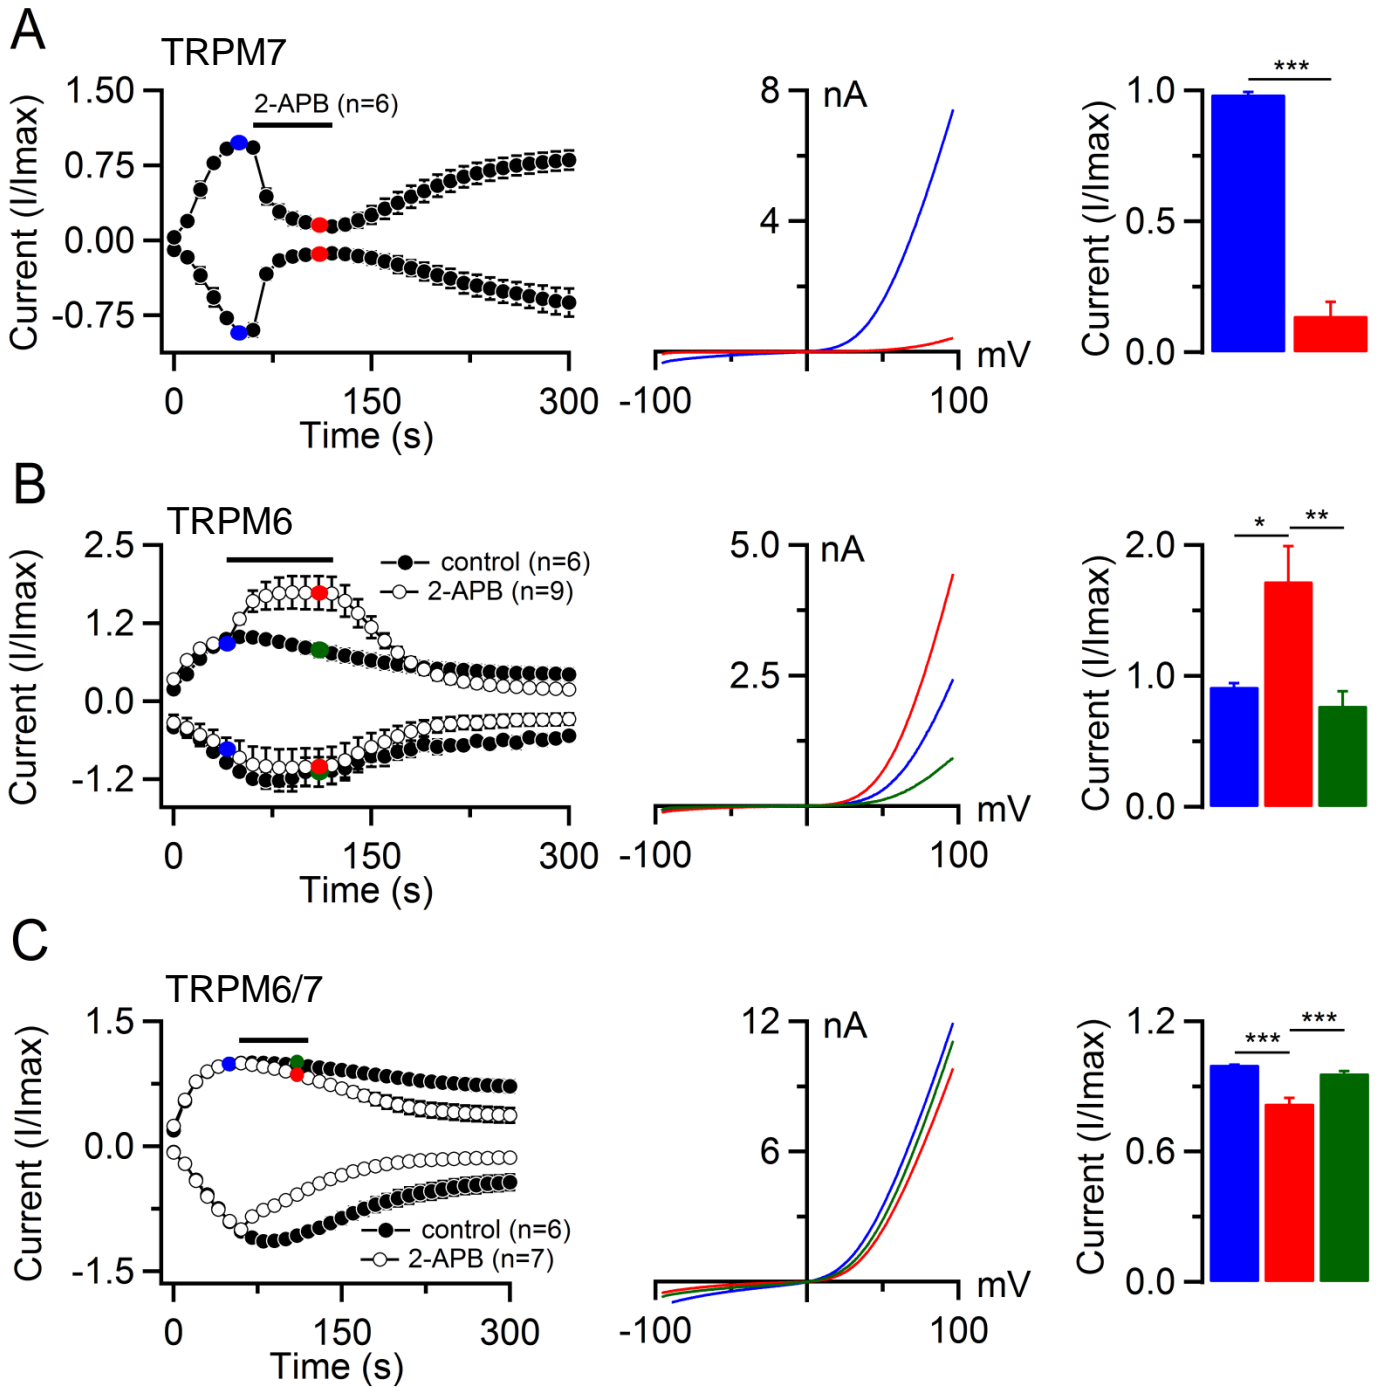 A
TRPM7
Current (I/Imax)
1.50
0.75
0.00
-0.75
2-APB (n=6)
0
150
300
Time (s)
8
nA
4
mV
-100
100
Current (I/Imax)
1.0
0.5
0.0
***
B
TRPM6
Current (I/Imax)
2.5
1.2
0.0
-1.2
control (n=6)
2-APB (n=9)
0
150
300
Time (s)
5.0
nA
2.5
mV
-100
100
Current (I/Imax)
2.0
1.0
0.0
*
**
C
TRPM6/7
Current (I/Imax)
1.5
0.0
-1.5
control (n=6)
2-APB (n=7)
0
150
300
Time (s)
12
nA
6
mV
-100
100
Current (I/Imax)
1.2
0.6
0.0
***
***